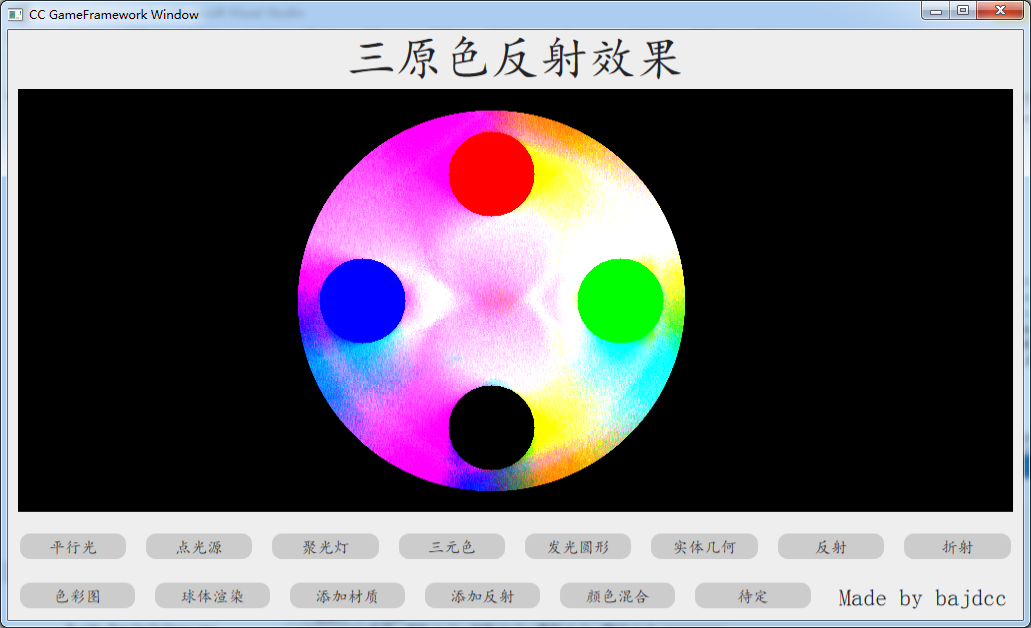 CC GameFramework Window
三原色反射效果
平行光 点光源 聚光灯 三元色 发光圆形 实体几何 反射 折射
色彩图 球体渲染 添加材质 添加反射 颜色混合 待定 Made by bajdcc